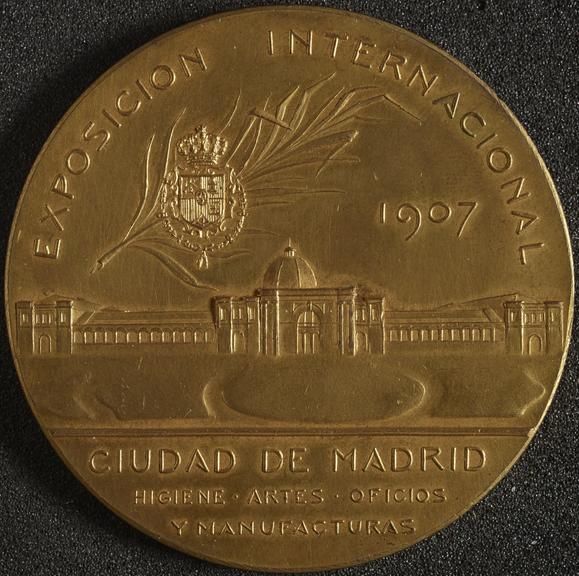 EXPOSICION INTERNACIONAL
1907
CIUDAD DE MADRID
HIGIENE · ARTES · OFICIOS
Y MANUFACTURAS